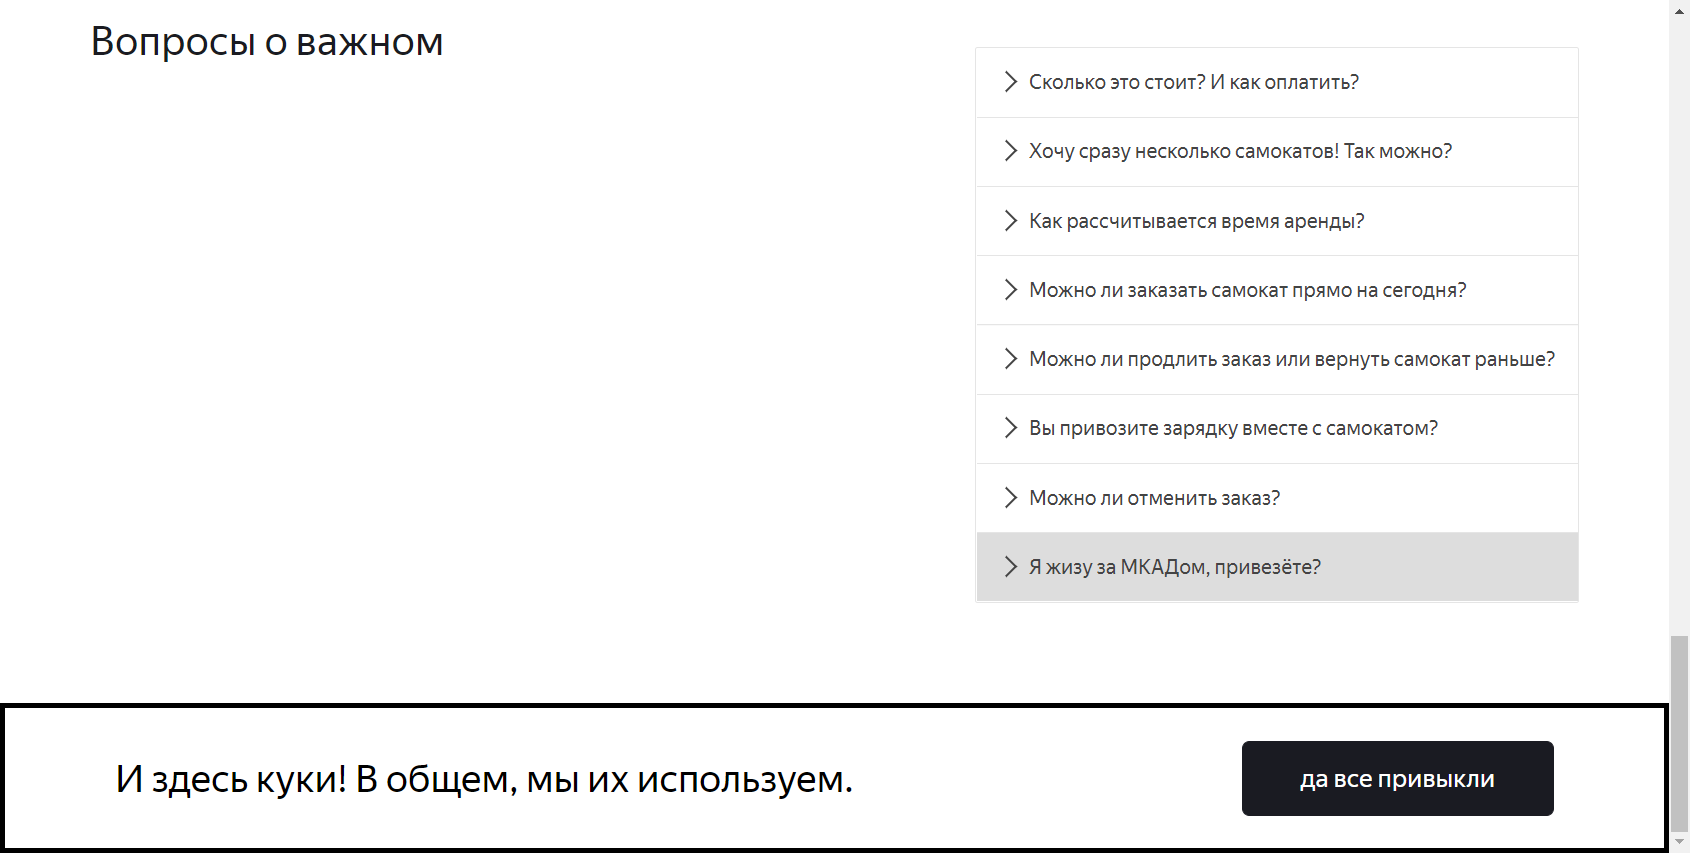 Вопросы о важном
Сколько это стоит? И как оплатить?
Хочу сразу несколько самокатов! Так можно?
Как рассчитывается время аренды?
Можно ли заказать самокат прямо на сегодня?
Можно ли продлить заказ или вернуть самокат раньше?
Вы привозите зарядку вместе с самокатом?
Можно ли отменить заказ?
Я жизу за МКАДом, привезёте?
И здесь куки! В общем, мы их используем.
да все привыкли